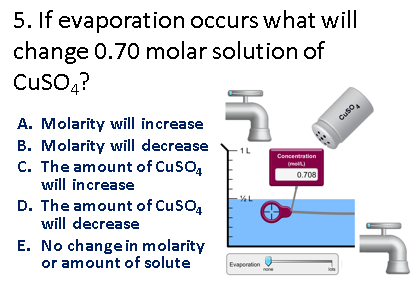 5. If evaporation occurs what will
change 0.70 molar solution of
CuSO₄?
A. Molarity will increase
B. Molarity will decrease
C. The amount of CuSO₄
will increase
D. The amount of CuSO₄
will decrease
E. No change in molarity
or amount of solute
CuSO₄
1 L
Concentration
(mol/L)
0.708
½ L
Evaporation
none
lots